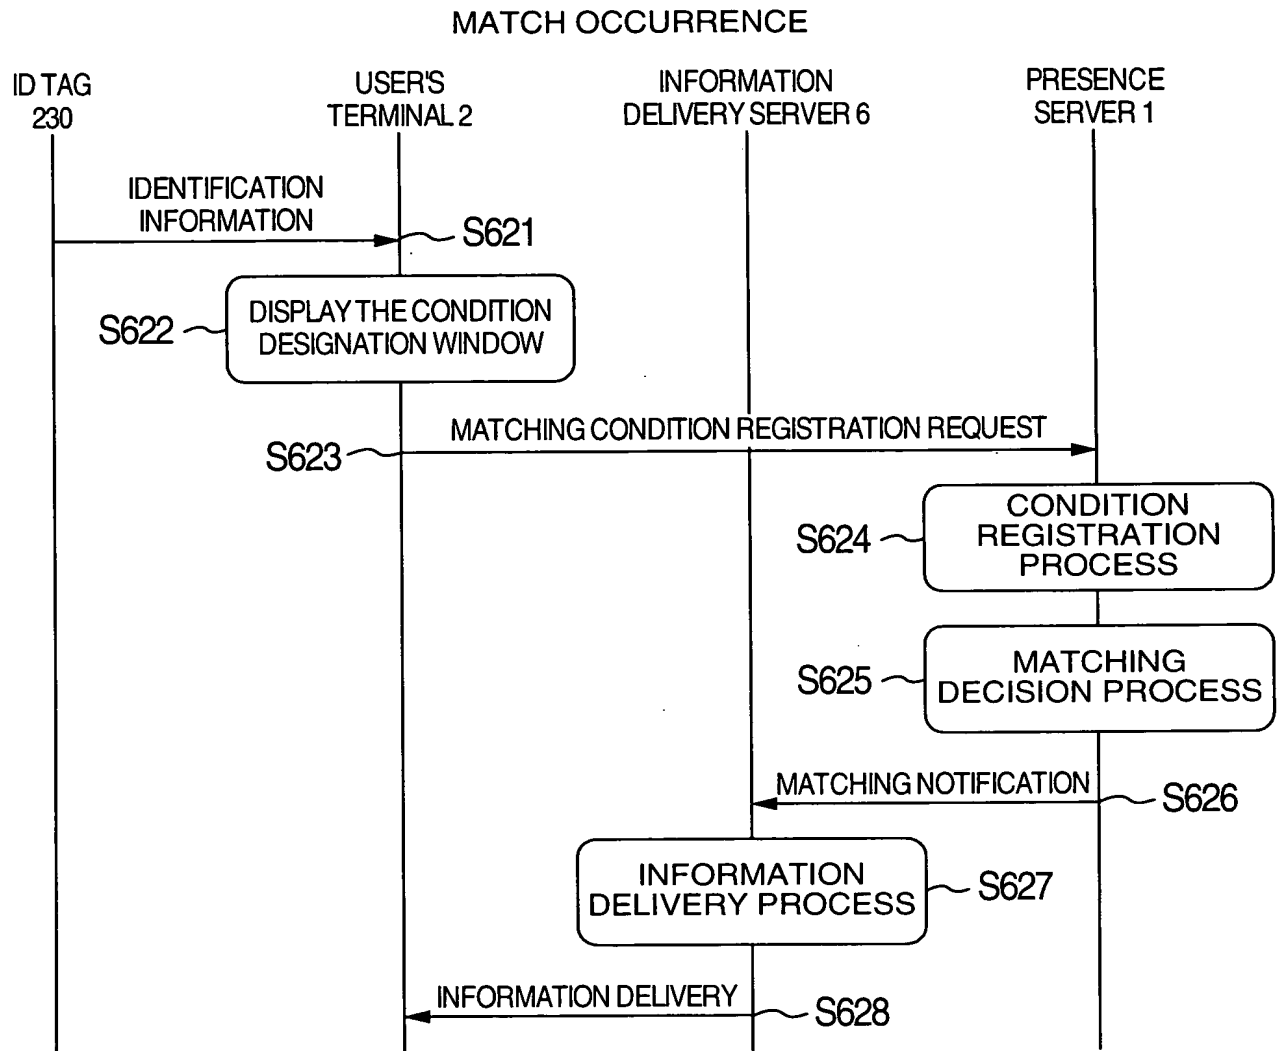 MATCH OCCURRENCE
ID TAG
230
USER'S
TERMINAL 2
INFORMATION
DELIVERY SERVER 6
PRESENCE
SERVER 1
IDENTIFICATION
INFORMATION
S621
S622
DISPLAY THE CONDITION
DESIGNATION WINDOW
S623
MATCHING CONDITION REGISTRATION REQUEST
S624
CONDITION
REGISTRATION
PROCESS
S625
MATCHING
DECISION PROCESS
MATCHING NOTIFICATION
S626
INFORMATION
DELIVERY PROCESS
S627
INFORMATION DELIVERY
S628